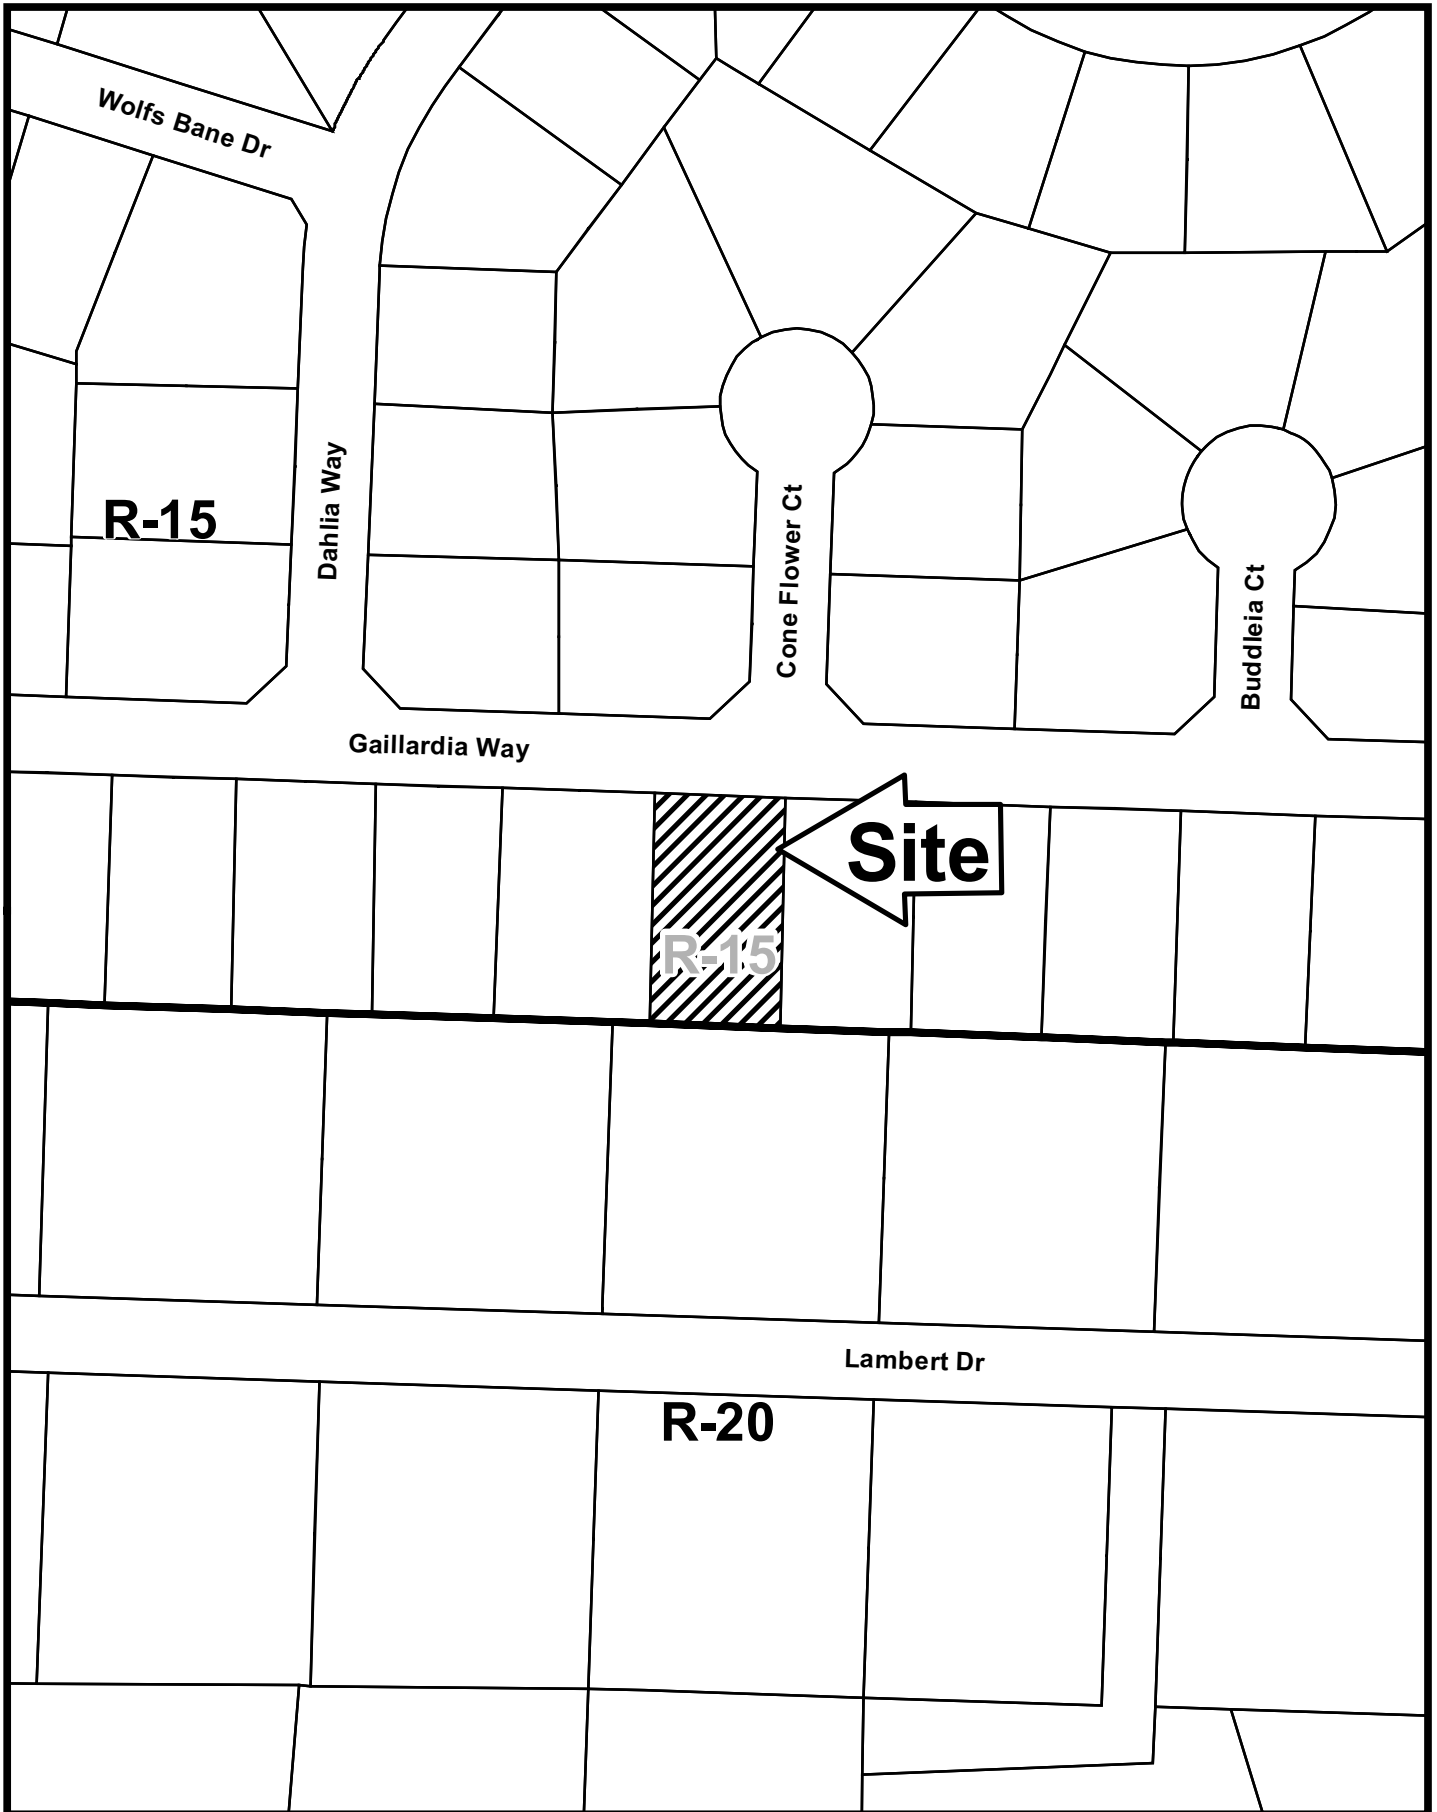 Wolfs Bane Dr
R-15
Dahlia Way
Cone Flower Ct
Buddleia Ct
Gaillardia Way
Site
R-15
Lambert Dr
R-20